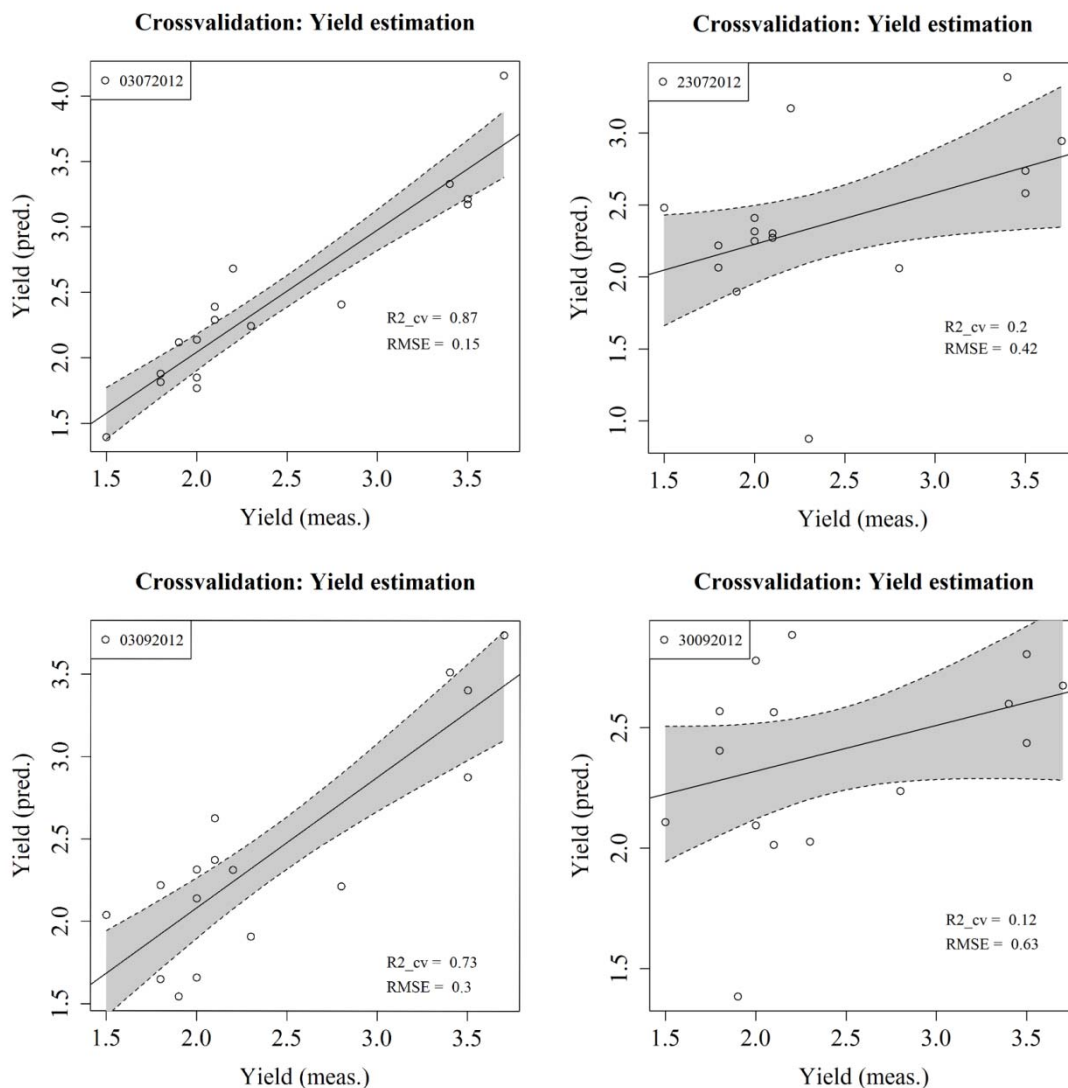 Crossvalidation: Yield estimation
03072012
Yield (pred.)
4.0
3.5
3.0
2.5
2.0
1.5
R2_cv = 0.87
RMSE = 0.15
1.5 2.0 2.5 3.0 3.5
Yield (meas.)
Crossvalidation: Yield estimation
23072012
Yield (pred.)
3.0
2.5
2.0
1.5
1.0
R2_cv = 0.2
RMSE = 0.42
1.5 2.0 2.5 3.0 3.5
Yield (meas.)
Crossvalidation: Yield estimation
03092012
Yield (pred.)
3.5
3.0
2.5
2.0
1.5
R2_cv = 0.73
RMSE = 0.3
1.5 2.0 2.5 3.0 3.5
Yield (meas.)
Crossvalidation: Yield estimation
30092012
Yield (pred.)
2.5
2.0
1.5
R2_cv = 0.12
RMSE = 0.63
1.5 2.0 2.5 3.0 3.5
Yield (meas.)